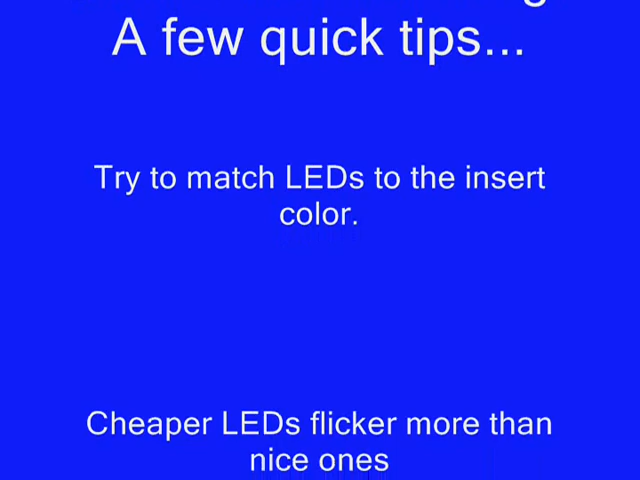 A few quick tips...
Try to match LEDs to the insert
color.
Cheaper LEDs flicker more than
nice ones